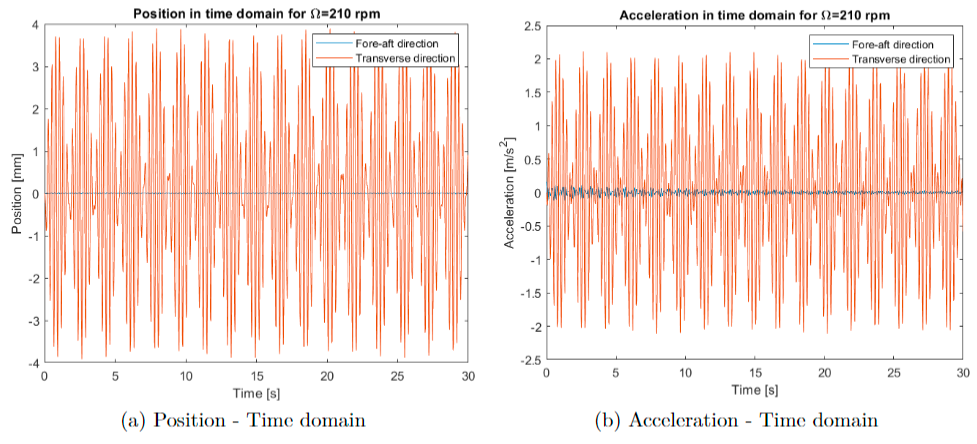 Position in time domain for Ω=210 rpm
Fore-aft direction
Transverse direction
Position [mm]
4
3
2
1
0
-1
-2
-3
-4
0 5 10 15 20 25 30
Time [s]
(a) Position - Time domain
Acceleration in time domain for Ω=210 rpm
Fore-aft direction
Transverse direction
Acceleration [m/s²]
2.5
2
1.5
1
0.5
0
-0.5
-1
-1.5
-2
-2.5
0 5 10 15 20 25 30
Time [s]
(b) Acceleration - Time domain